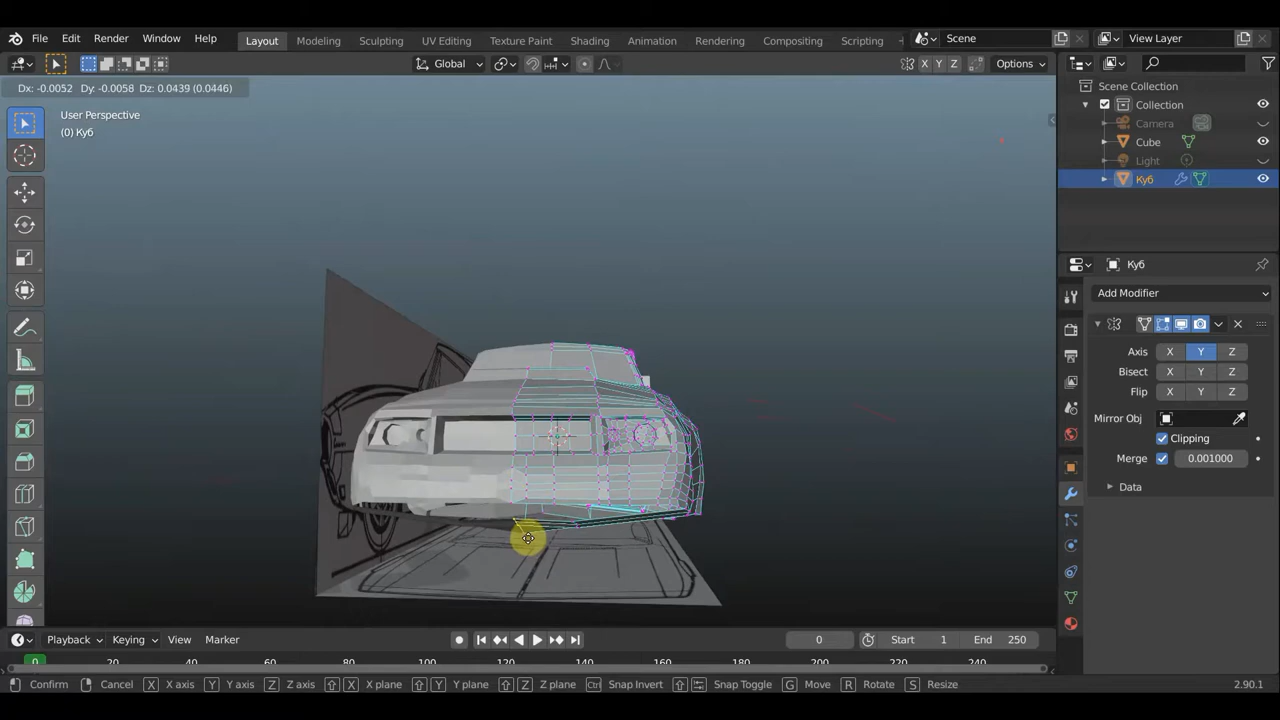 File Edit Render Window Help
Layout Modeling Sculpting UV Editing Texture Paint Shading Animation Rendering Compositing Scripting +
Scene View Layer
Global Options
X Y Z
Dx: -0.0052 Dy: -0.0058 Dz: 0.0439 (0.0446)
User Perspective
(0) Куб
Scene Collection
Collection
Camera
Cube
Light
Куб
Куб
Add Modifier
Axis X Y Z
Bisect X Y Z
Flip X Y Z
Mirror Obj
Clipping
Merge 0.001000
Data
Playback Keying View Marker 0 Start 1 End 250
0 20 40 60 80 100 120 140 160 180 200 220 240
Confirm Cancel X X axis Y Y axis Z Z axis X X plane Y Y plane Z Z plane Ctrl Snap Invert Snap Toggle G Move R Rotate S Resize 2.90.1